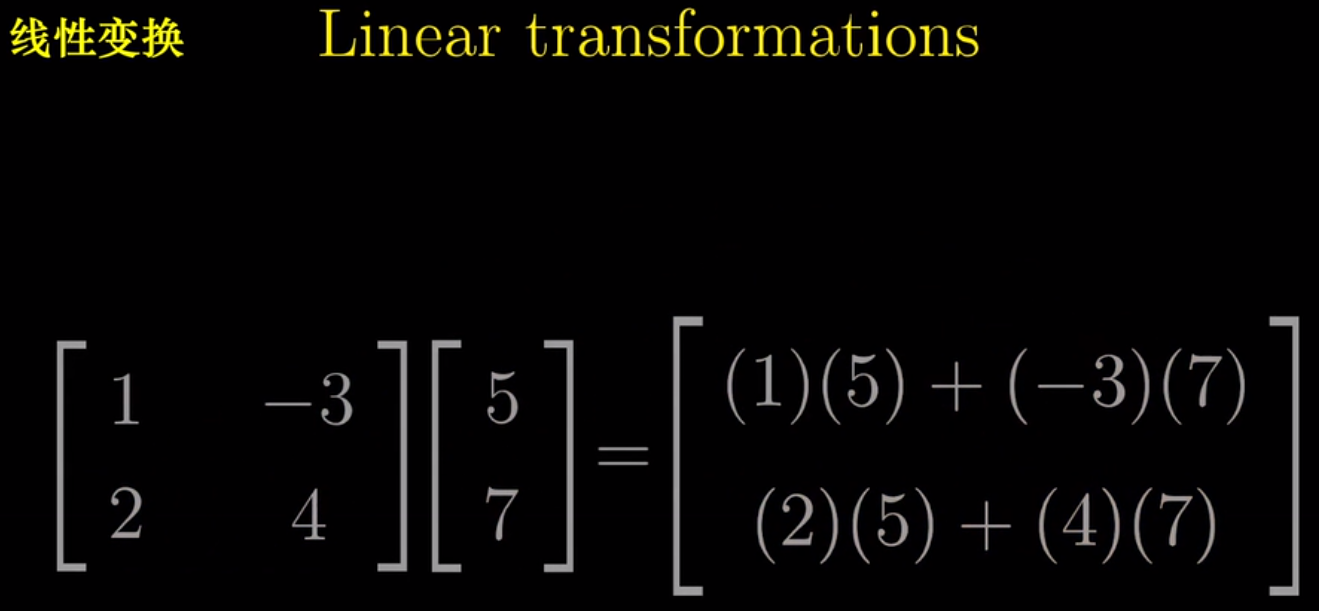 线性变换 Linear transformations
[ 1 −3 ] [ 5 ] = [ (1)(5) + (−3)(7) ]
[ 2 4 ] [ 7 ] [ (2)(5) + (4)(7) ]